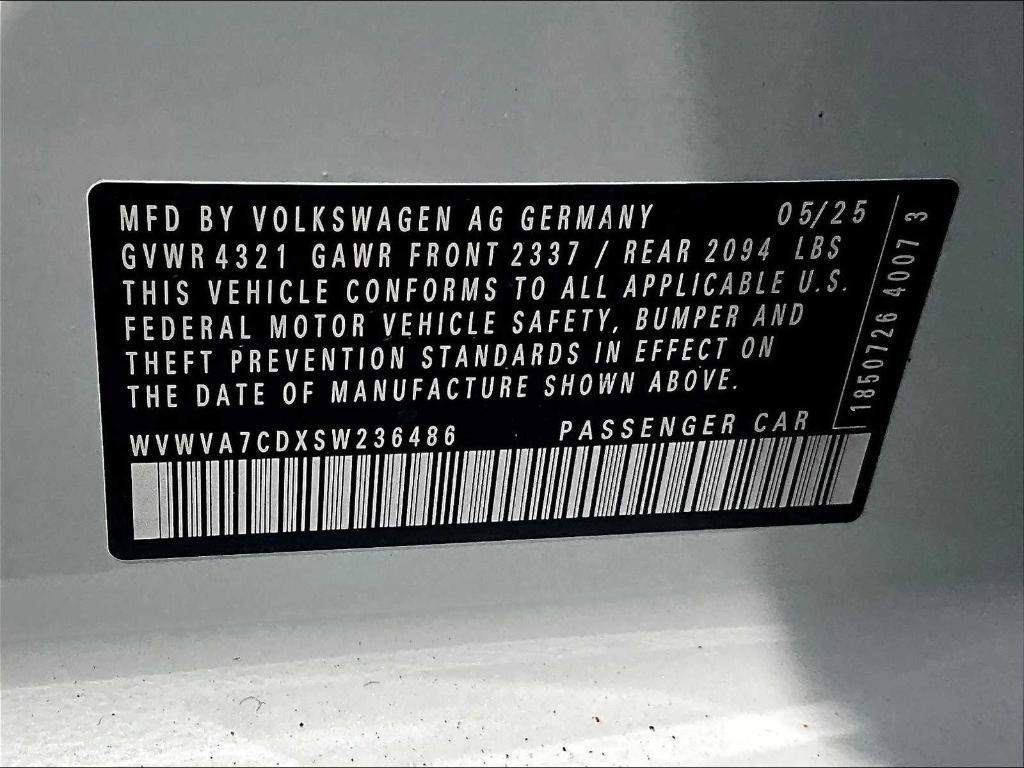 MFD BY VOLKSWAGEN AG GERMANY 05/25
GVWR 4321 GAWR FRONT 2337 / REAR 2094 LBS
THIS VEHICLE CONFORMS TO ALL APPLICABLE U.S.
FEDERAL MOTOR VEHICLE SAFETY, BUMPER AND
THEFT PREVENTION STANDARDS IN EFFECT ON
THE DATE OF MANUFACTURE SHOWN ABOVE.
WVWVA7CDXSW236486 PASSENGER CAR
1850726 4007 3